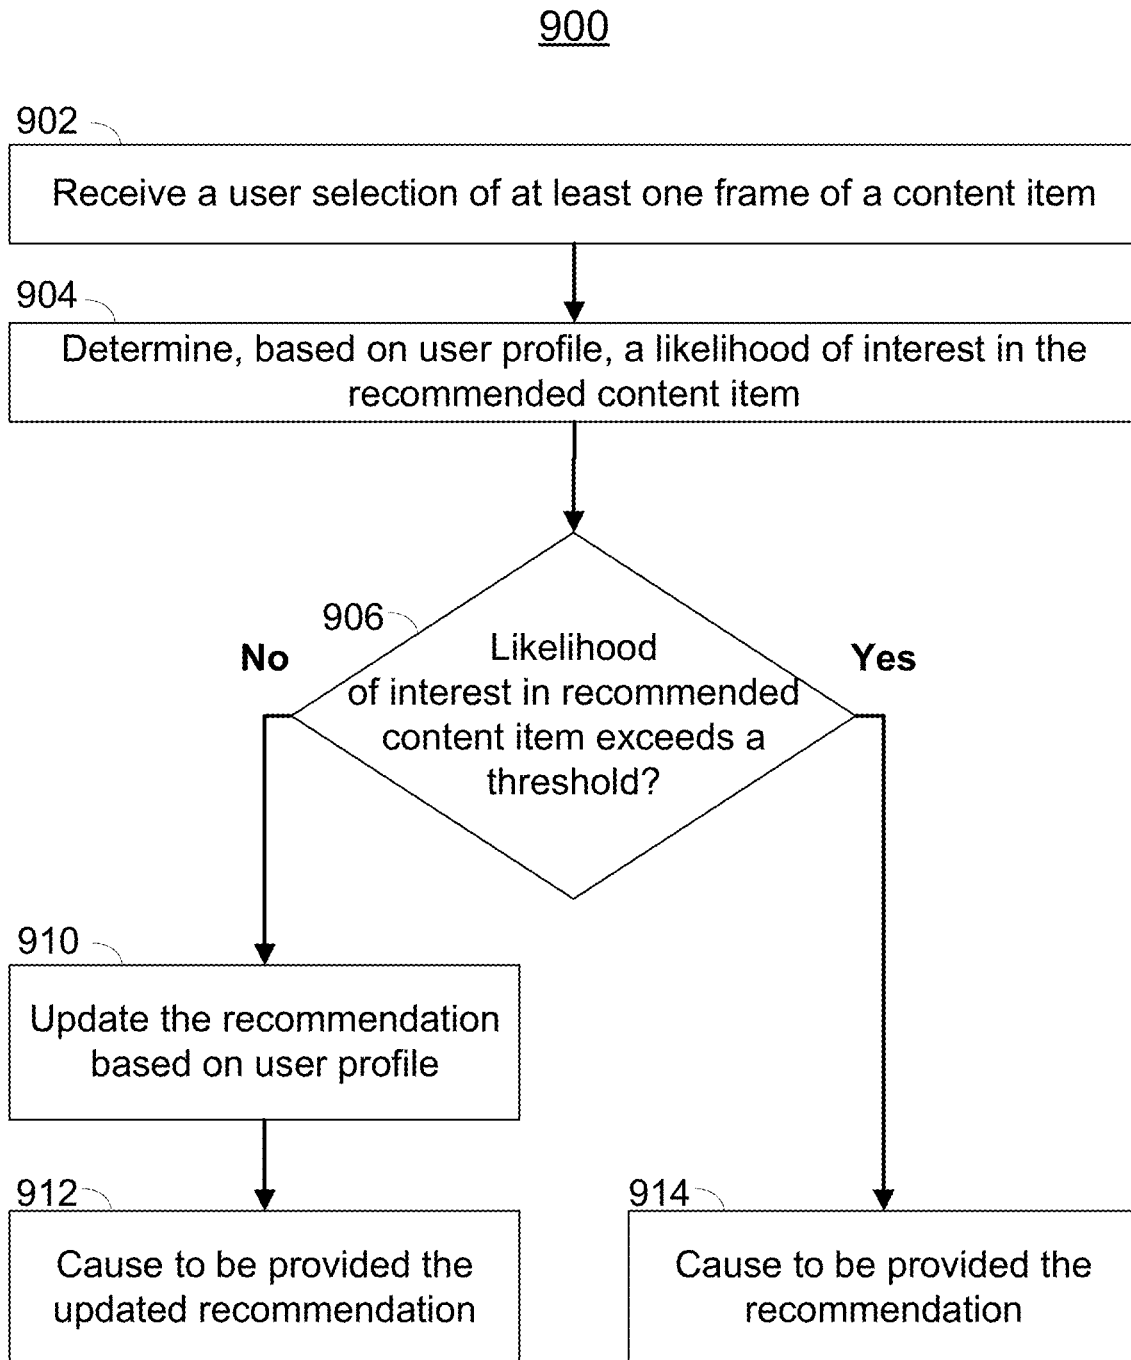 900
902
Receive a user selection of at least one frame of a content item
904
Determine, based on user profile, a likelihood of interest in the
recommended content item
906
No
Yes
Likelihood
of interest in recommended
content item exceeds a
threshold?
910
Update the recommendation
based on user profile
912
Cause to be provided the
updated recommendation
914
Cause to be provided the
recommendation